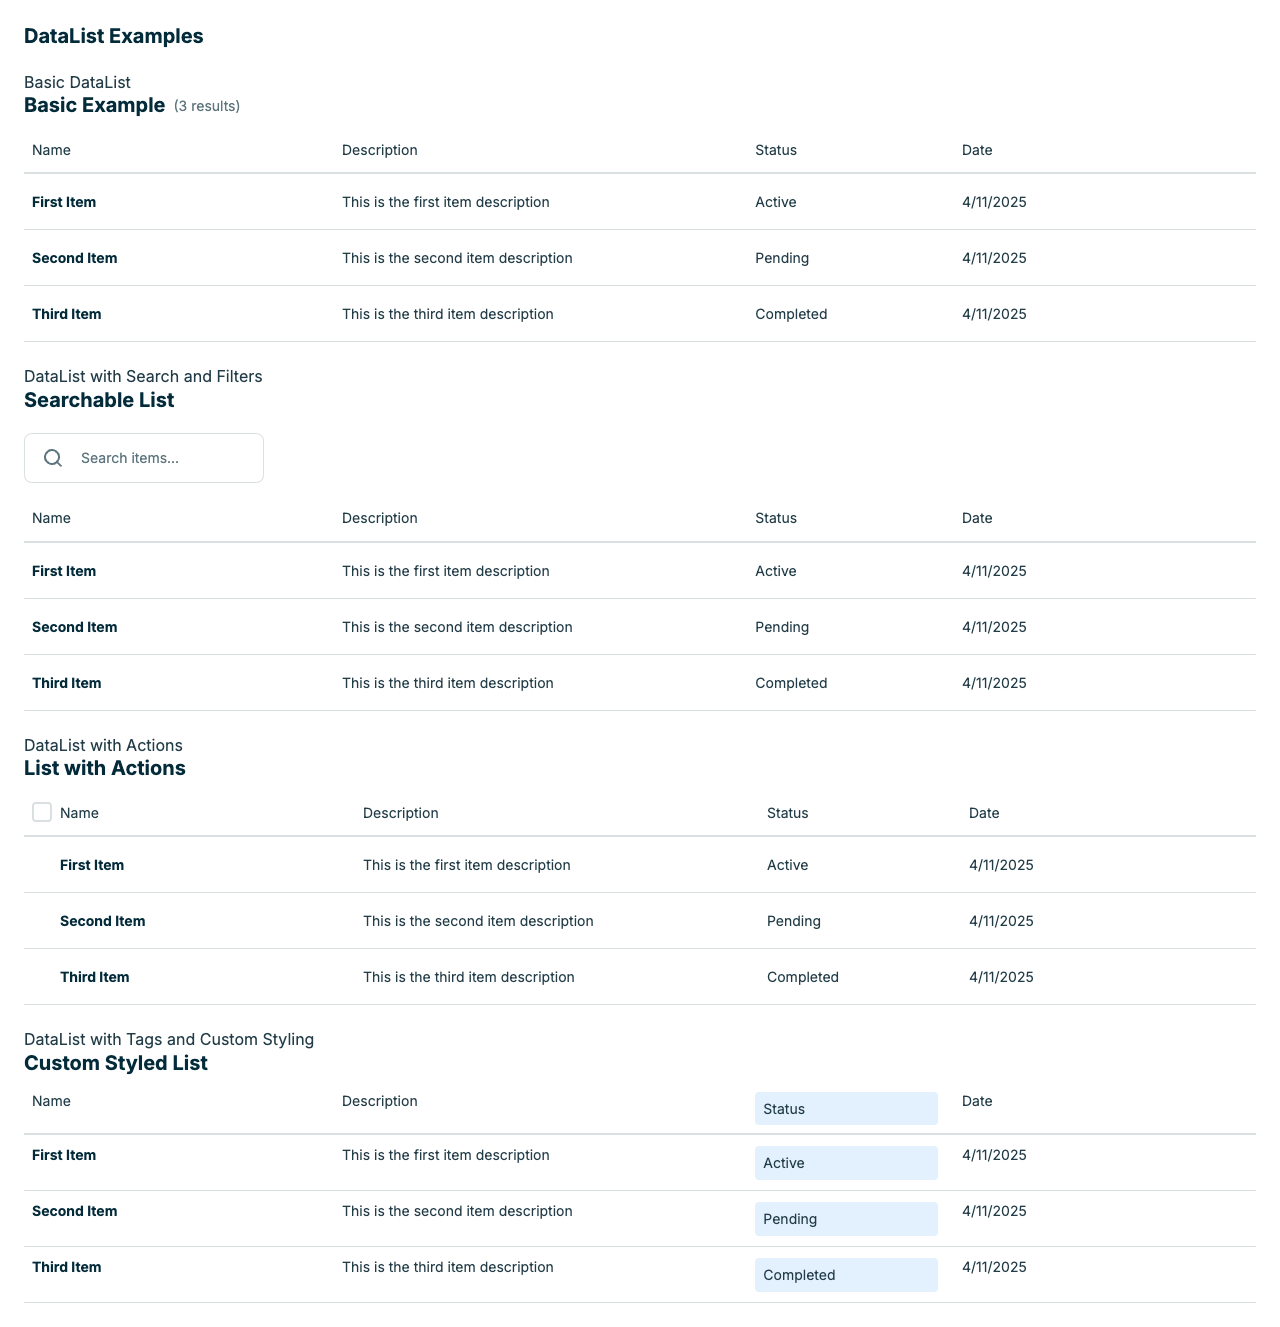 DataList Examples
Basic DataList
Basic Example (3 results)
Name Description Status Date
First Item This is the first item description Active 4/11/2025
Second Item This is the second item description Pending 4/11/2025
Third Item This is the third item description Completed 4/11/2025
DataList with Search and Filters
Searchable List
Search items...
Name Description Status Date
First Item This is the first item description Active 4/11/2025
Second Item This is the second item description Pending 4/11/2025
Third Item This is the third item description Completed 4/11/2025
DataList with Actions
List with Actions
Name Description Status Date
First Item This is the first item description Active 4/11/2025
Second Item This is the second item description Pending 4/11/2025
Third Item This is the third item description Completed 4/11/2025
DataList with Tags and Custom Styling
Custom Styled List
Name Description Status Date
First Item This is the first item description Active 4/11/2025
Second Item This is the second item description Pending 4/11/2025
Third Item This is the third item description Completed 4/11/2025